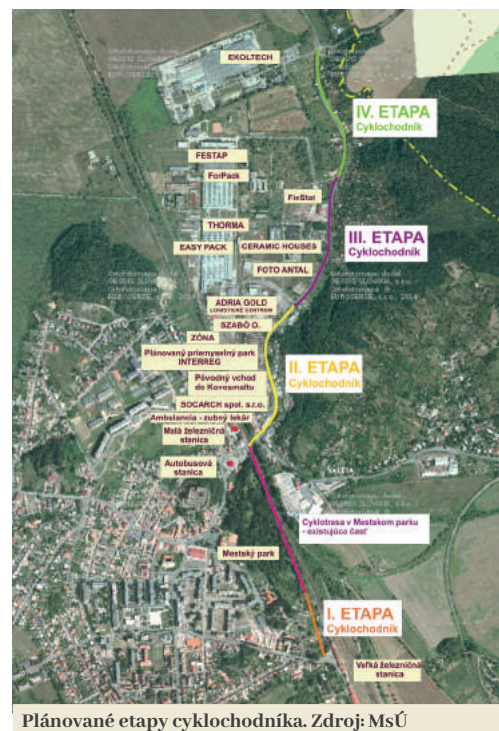 EKOLTECH
IV. ETAPA
Cyklochodník
FESTAP
ForPack
FinStat
THORMA
III. ETAPA
Cyklochodník
EASY PACK
CERAMIC HOUSES
FOTO ANTAL
ADRIA GOLD
LOGISTICKÉ CENTRUM
SZABÓ O.
ZÓNA
Plánovaný priemyselný park
INTERREG
II. ETAPA
Cyklochodník
Pôvodný vchod
do Kovosmaltu
SOCARCH spol. s.r.o.
Ambulancia - zubný lekár
Malá železničná
stanica
Autobusová
stanica
Cyklotrasa v Mestskom parku
- existujúca časť
Mestský park
I. ETAPA
Cyklochodník
Veľká železničná
stanica
Plánované etapy cyklochodníka. Zdroj: MsÚ